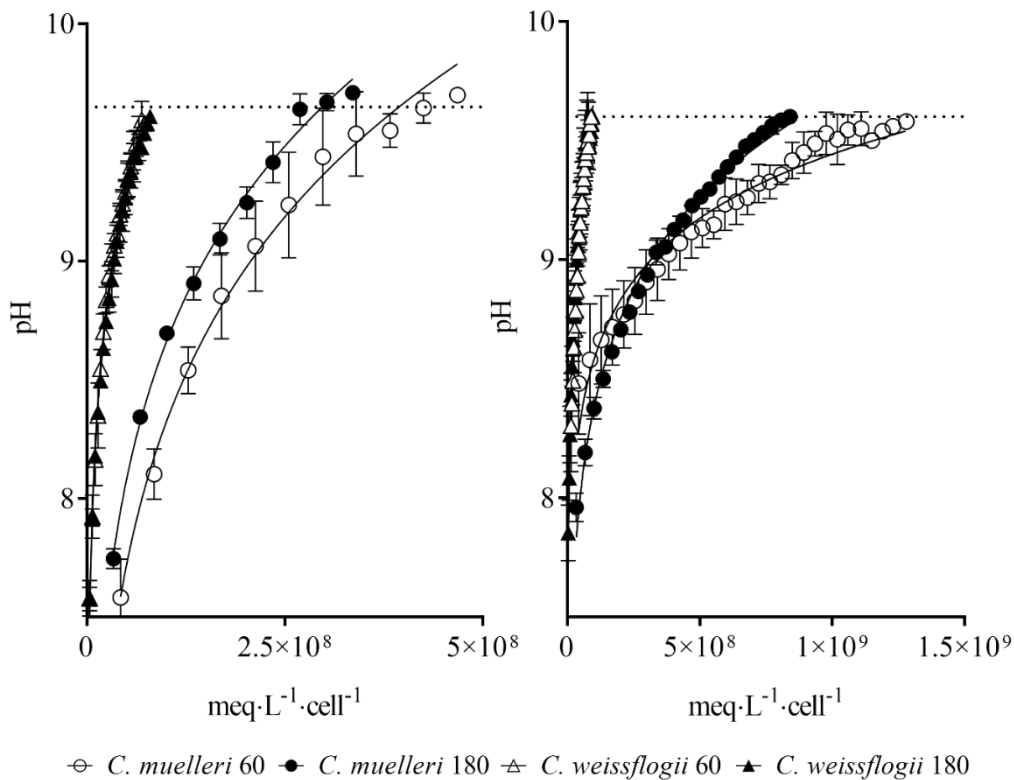 10
9
8
pH
0
2.5×10⁸
5×10⁸
meq·L⁻¹·cell⁻¹
10
9
8
pH
0
5×10⁸
1×10⁹
1.5×10⁹
meq·L⁻¹·cell⁻¹
C. muelleri 60 C. muelleri 180 C. weissflogii 60 C. weissflogii 180